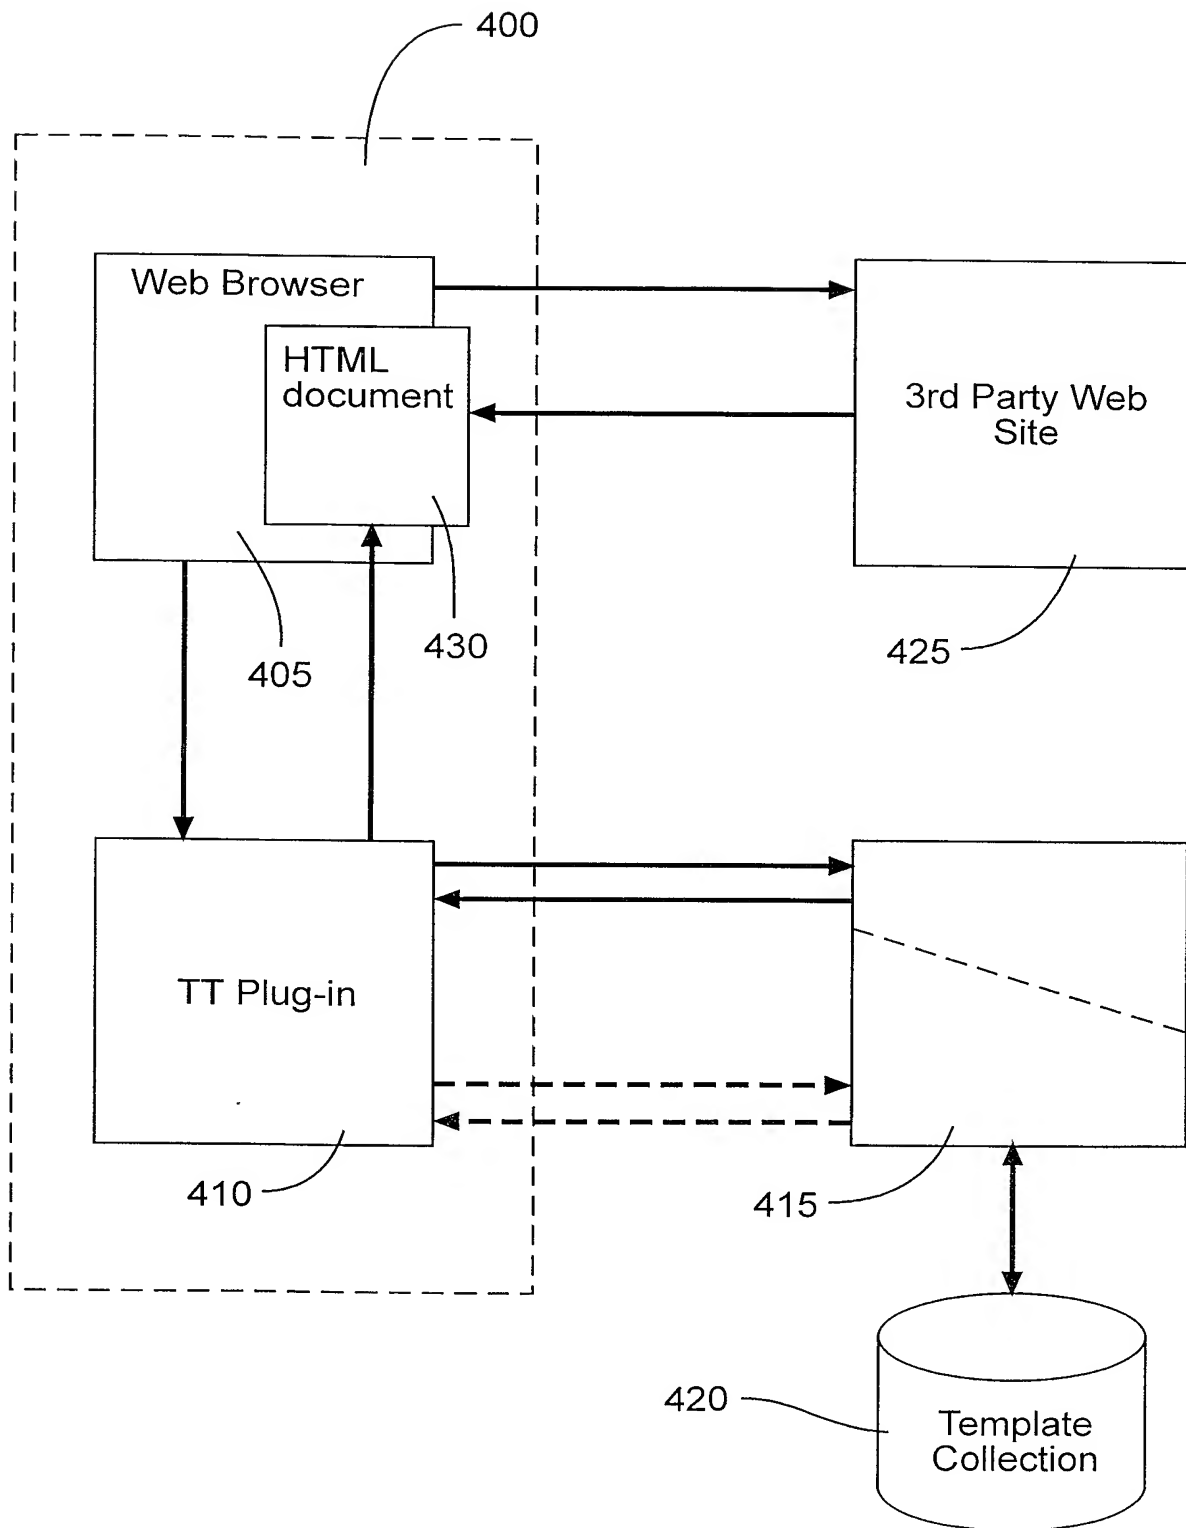 400
Web Browser
HTML
document
3rd Party Web
Site
430
405
425
TT Plug-in
410
415
420
Template
Collection